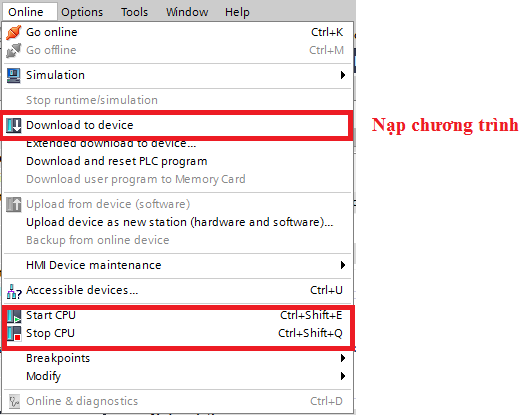 Online Options Tools Window Help
Go online Ctrl+K
Go offline Ctrl+M
Simulation
Stop runtime/simulation
Download to device
Nạp chương trình
Extended download to device...
Download and reset PLC program
Download user program to Memory Card
Upload from device (software)
Upload device as new station (hardware and software)...
Backup from online device
HMI Device maintenance
Accessible devices... Ctrl+U
Start CPU Ctrl+Shift+E
Stop CPU Ctrl+Shift+Q
Breakpoints
Modify
Online & diagnostics Ctrl+D